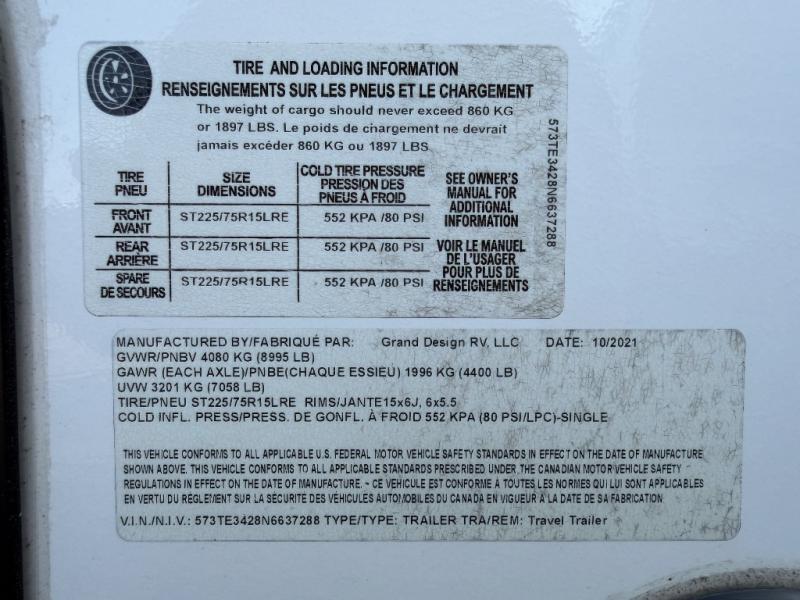 TIRE AND LOADING INFORMATION
RENSEIGNEMENTS SUR LES PNEUS ET LE CHARGEMENT
The weight of cargo should never exceed 860 KG
or 1897 LBS. Le poids de chargement ne devrait
jamais excéder 860 KG ou 1897 LBS
TIRE
PNEU
SIZE
DIMENSIONS
COLD TIRE PRESSURE
PRESSION DES
PNEUS À FROID
FRONT
AVANT
ST225/75R15LRE
552 KPA /80 PSI
REAR
ARRIÈRE
ST225/75R15LRE
552 KPA /80 PSI
SPARE
DE SECOURS
ST225/75R15LRE
552 KPA /80 PSI
SEE OWNER'S
MANUAL FOR
ADDITIONAL
INFORMATION
VOIR LE MANUEL
DE L'USAGER
POUR PLUS DE
RENSEIGNEMENTS
573TE3428N6637288
MANUFACTURED BY/FABRIQUÉ PAR: Grand Design RV, LLC DATE: 10/2021
GVWR/PNBV 4080 KG (8995 LB)
GAWR (EACH AXLE)/PNBE(CHAQUE ESSIEU) 1996 KG (4400 LB)
UVW 3201 KG (7058 LB)
TIRE/PNEU ST225/75R15LRE RIMS/JANTE15x6J, 6x5.5
COLD INFL. PRESS/PRESS. DE GONFL. À FROID 552 KPA (80 PSI/LPC)-SINGLE
THIS VEHICLE CONFORMS TO ALL APPLICABLE U.S. FEDERAL MOTOR VEHICLE SAFETY STANDARDS IN EFFECT ON THE DATE OF MANUFACTURE
SHOWN ABOVE. THIS VEHICLE CONFORMS TO ALL APPLICABLE STANDARDS PRESCRIBED UNDER THE CANADIAN MOTOR VEHICLE SAFETY
REGULATIONS IN EFFECT ON THE DATE OF MANUFACTURE. - CE VEHICULE EST CONFORME À TOUTES LES NORMES QUI LUI SONT APPLICABLES
EN VERTU DU RÉGLEMENT SUR LA SÉCURITÉ DES VÉHICULES AUTOMOBILES DU CANADA EN VIGUEUR À LA DATE DE SA FABRICATION
V.I.N./N.I.V.: 573TE3428N6637288 TYPE/TYPE: TRAILER TRA/REM: Travel Trailer